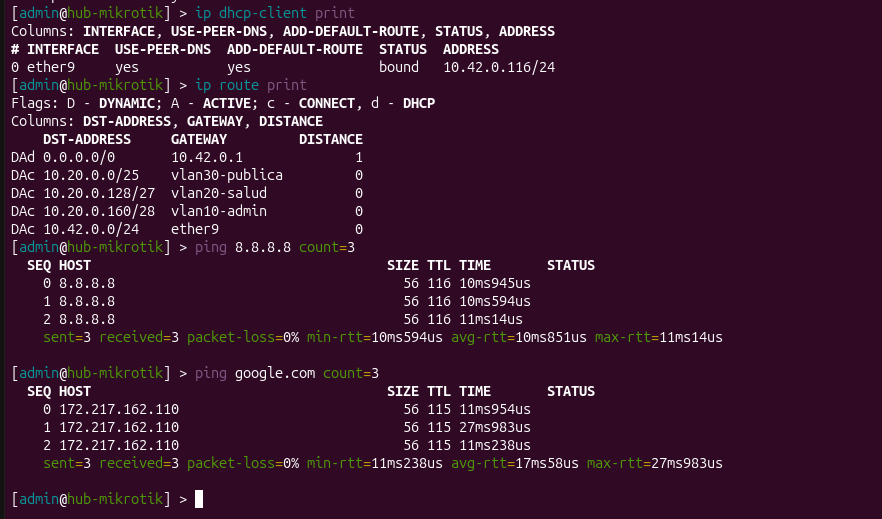 [admin@hub-mikrotik] > ip dhcp-client print
Columns: INTERFACE, USE-PEER-DNS, ADD-DEFAULT-ROUTE, STATUS, ADDRESS
# INTERFACE  USE-PEER-DNS  ADD-DEFAULT-ROUTE  STATUS  ADDRESS
0 ether9     yes           yes                bound   10.42.0.116/24
[admin@hub-mikrotik] > ip route print
Flags: D - DYNAMIC; A - ACTIVE; c - CONNECT, d - DHCP
Columns: DST-ADDRESS, GATEWAY, DISTANCE
    DST-ADDRESS     GATEWAY         DISTANCE
DAd 0.0.0.0/0       10.42.0.1              1
DAc 10.20.0.0/25    vlan30-publica         0
DAc 10.20.0.128/27  vlan20-salud           0
DAc 10.20.0.160/28  vlan10-admin           0
DAc 10.42.0.0/24    ether9                 0
[admin@hub-mikrotik] > ping 8.8.8.8 count=3
  SEQ HOST                                     SIZE TTL TIME       STATUS
    0 8.8.8.8                                    56 116 10ms945us
    1 8.8.8.8                                    56 116 10ms594us
    2 8.8.8.8                                    56 116 11ms14us
    sent=3 received=3 packet-loss=0% min-rtt=10ms594us avg-rtt=10ms851us max-rtt=11ms14us
[admin@hub-mikrotik] > ping google.com count=3
  SEQ HOST                                     SIZE TTL TIME       STATUS
    0 172.217.162.110                            56 115 11ms954us
    1 172.217.162.110                            56 115 27ms983us
    2 172.217.162.110                            56 115 11ms238us
    sent=3 received=3 packet-loss=0% min-rtt=11ms238us avg-rtt=17ms58us max-rtt=27ms983us
[admin@hub-mikrotik] >